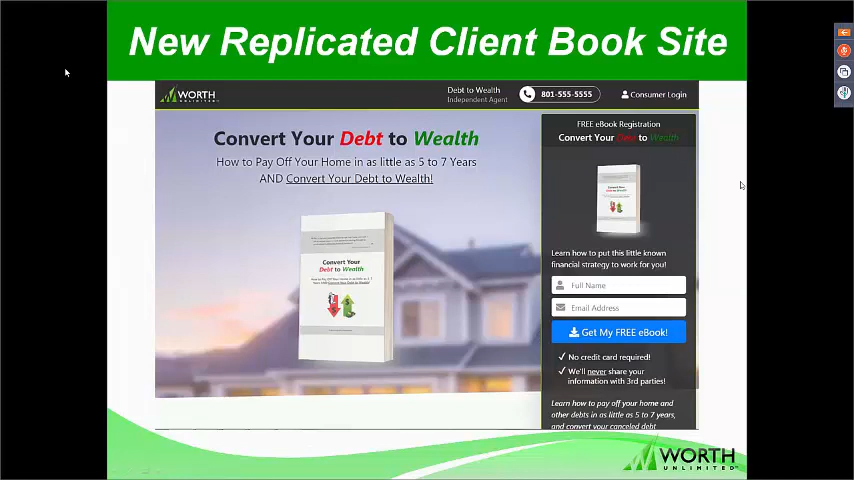 New Replicated Client Book Site
WORTH
UNLIMITED
Debt to Wealth
Independent Agent
801-555-5555
Consumer Login
Convert Your Debt to Wealth
How to Pay Off Your Home in as little as 5 to 7 Years
AND Convert Your Debt to Wealth!
Convert Your
Debt to Wealth
FREE eBook Registration
Convert Your Debt to Wealth
Learn how to put this little known
financial strategy to work for you!
Full Name
Email Address
Get My FREE eBook!
✓ No credit card required!
✓ We'll never share your
information with 3rd parties!
Learn how to pay off your home and
other debts in as little as 5 to 7 years,
and convert your canceled debt
WORTH
UNLIMITED